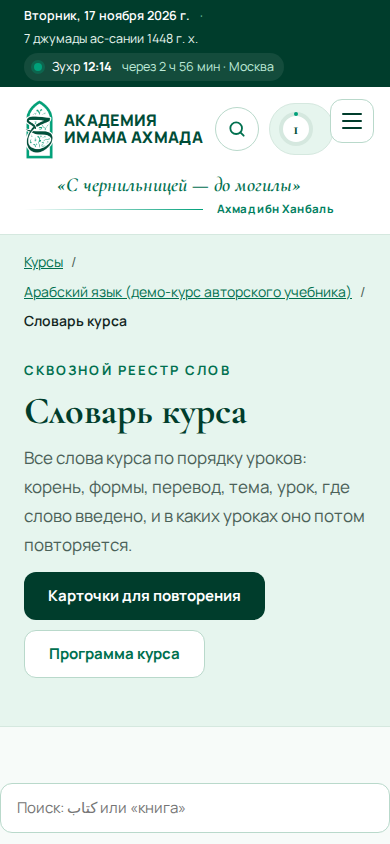 Вторник, 17 ноября 2026 г. ·
7 джумады ас-сании 1448 г. х.
Зухр 12:14 через 2 ч 56 мин · Москва
АКАДЕМИЯ
ИМАМА АХМАДА
1
«С чернильницей — до могилы»
Ахмад ибн Ханбаль
Курсы /
Арабский язык (демо-курс авторского учебника) /
Словарь курса
СКВОЗНОЙ РЕЕСТР СЛОВ
Словарь курса
Все слова курса по порядку уроков:
корень, формы, перевод, тема, урок, где
слово введено, и в каких уроках оно потом
повторяется.
Карточки для повторения
Программа курса
Поиск: كتاب или «книга»